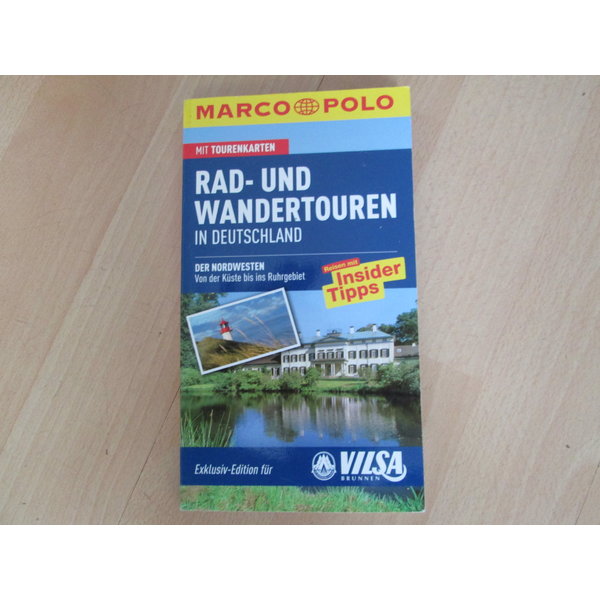 MARCO POLO
MIT TOURENKARTEN
RAD- UND
WANDERTOUREN
IN DEUTSCHLAND
DER NORDWESTEN
Von der Küste bis ins Ruhrgebiet
Reisen mit
Insider
Tipps
Exklusiv-Edition für
VILSA
BRUNNEN